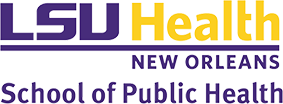 LSU Health
NEW ORLEANS
School of Public Health